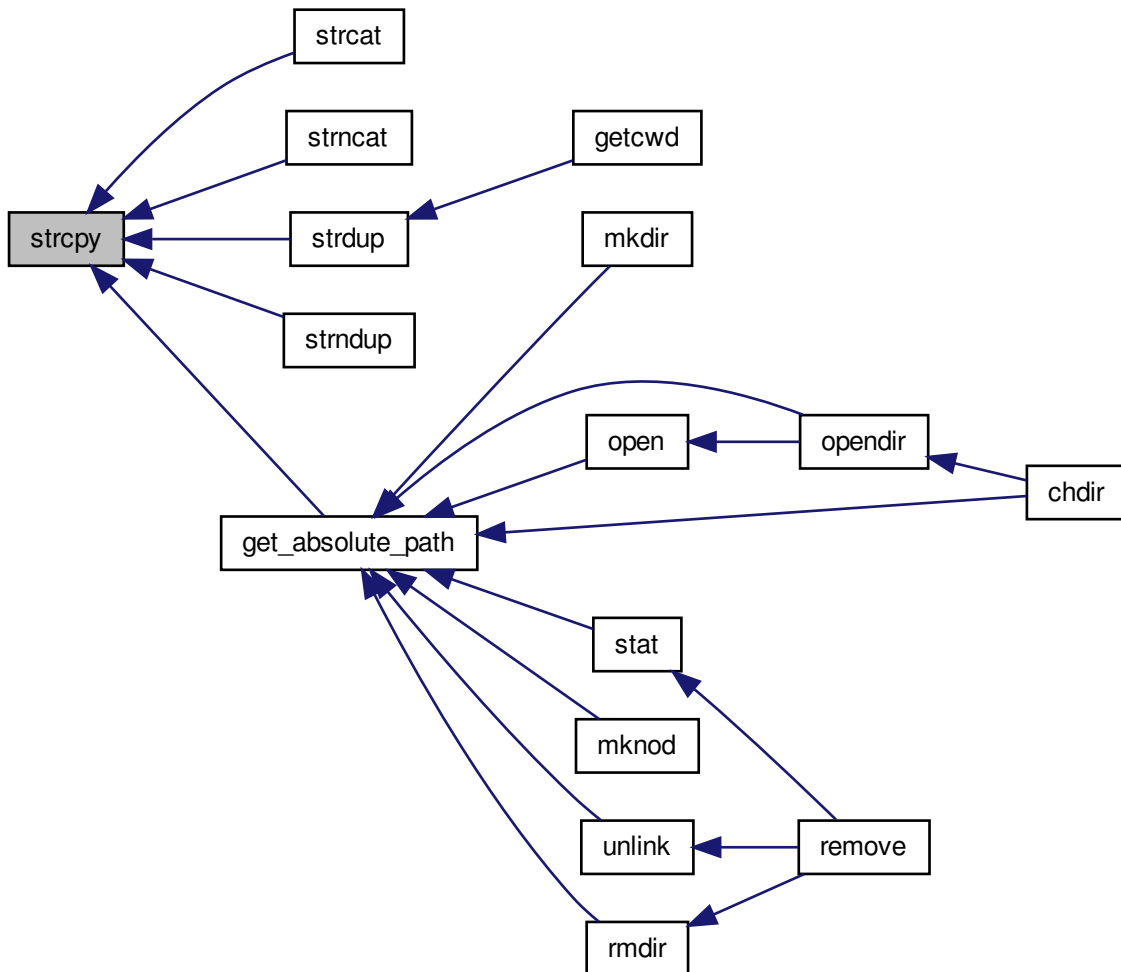 strcat
strncat
getcwd
strcpy
strdup
mkdir
strndup
open
opendir
chdir
get_absolute_path
stat
mknod
unlink
remove
rmdir